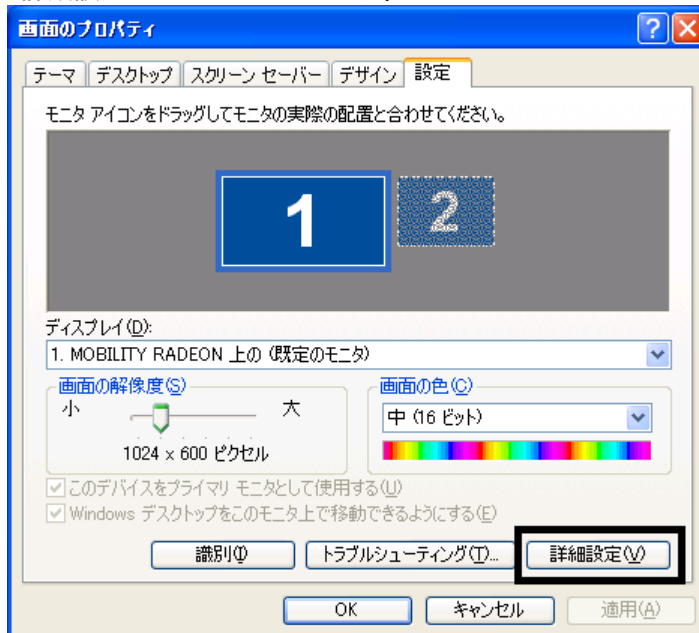 画面のプロパティ
テーマ デスクトップ スクリーン セーバー デザイン 設定
モニタ アイコンをドラッグしてモニタの実際の配置と合わせてください。
1 2
ディスプレイ(D):
1. MOBILITY RADEON 上の (既定のモニタ)
画面の解像度(S) 画面の色(C)
小 大 中 (16 ビット)
1024 x 600 ピクセル
このデバイスをプライマリ モニタとして使用する(U)
Windows デスクトップをこのモニタ上で移動できるようにする(E)
識別(I) トラブルシューティング(T)... 詳細設定(V)
OK キャンセル 適用(A)